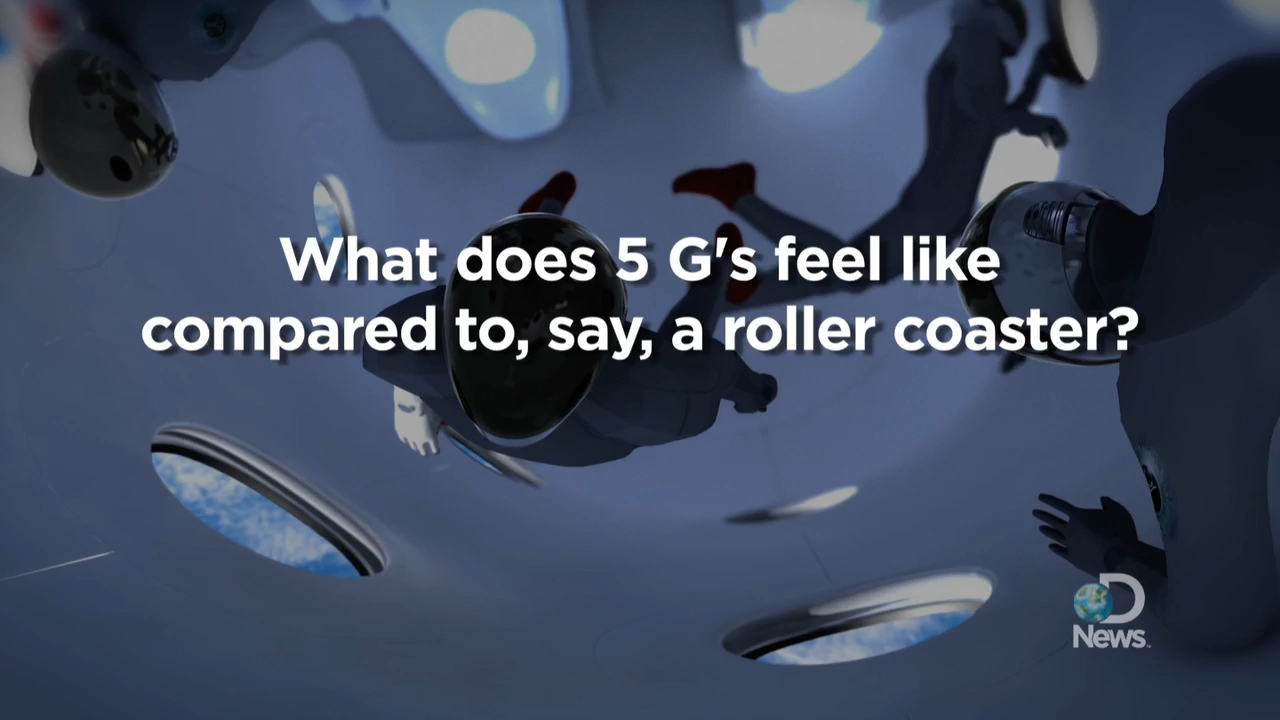 What does 5 G's feel like
compared to, say, a roller coaster?
D
News